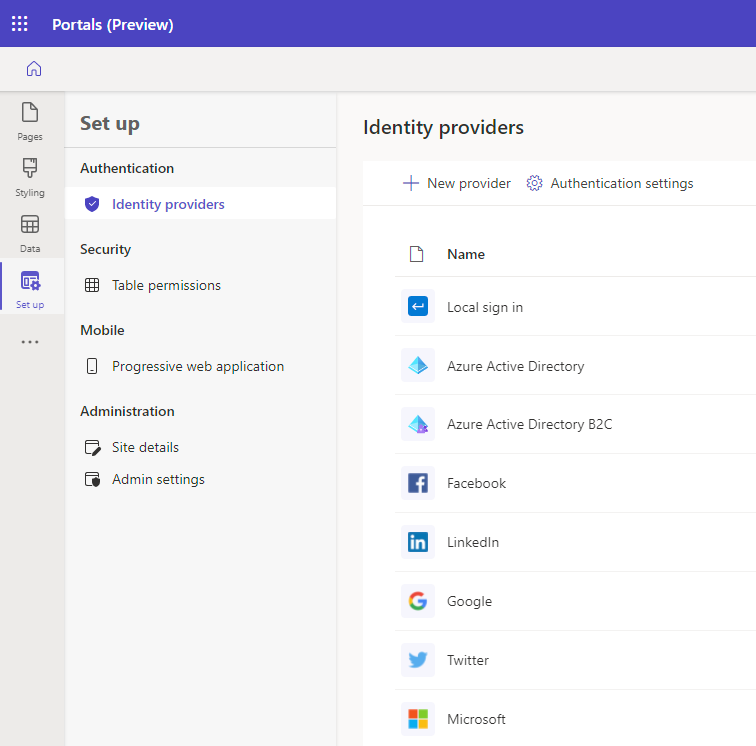 Portals (Preview)
Pages
Styling
Data
Set up
Set up
Authentication
Identity providers
Security
Table permissions
Mobile
Progressive web application
Administration
Site details
Admin settings
Identity providers
New provider Authentication settings
Name
Local sign in
Azure Active Directory
Azure Active Directory B2C
Facebook
LinkedIn
Google
Twitter
Microsoft